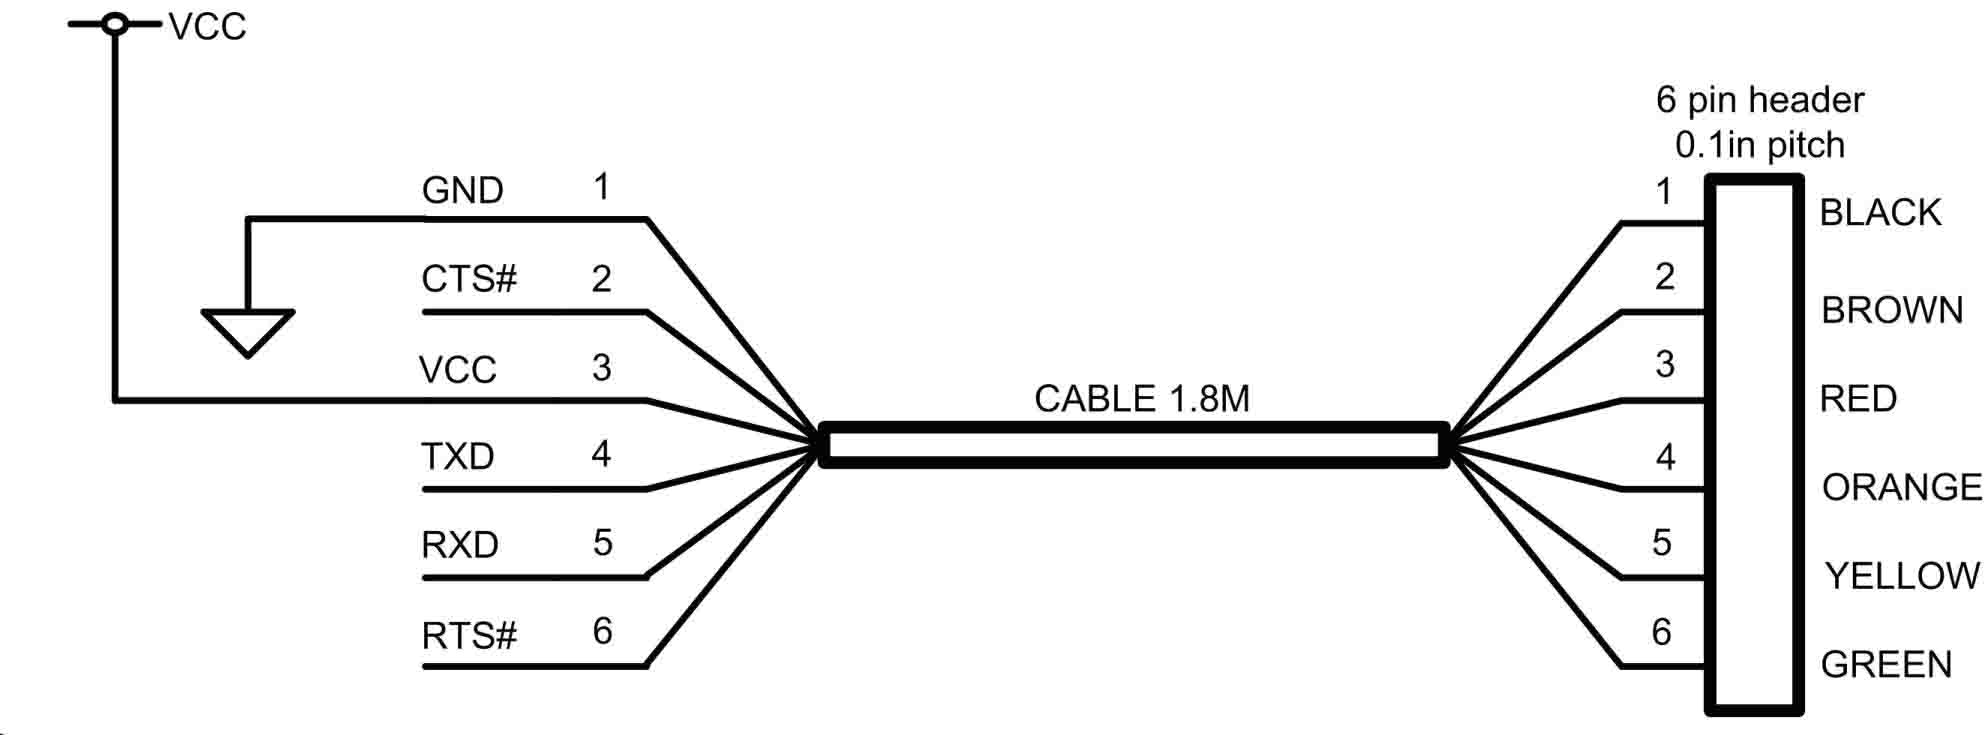 VCC
6 pin header
0.1in pitch
GND 1
CTS# 2
VCC 3
TXD 4
RXD 5
RTS# 6
CABLE 1.8M
1 BLACK
2 BROWN
3 RED
4 ORANGE
5 YELLOW
6 GREEN